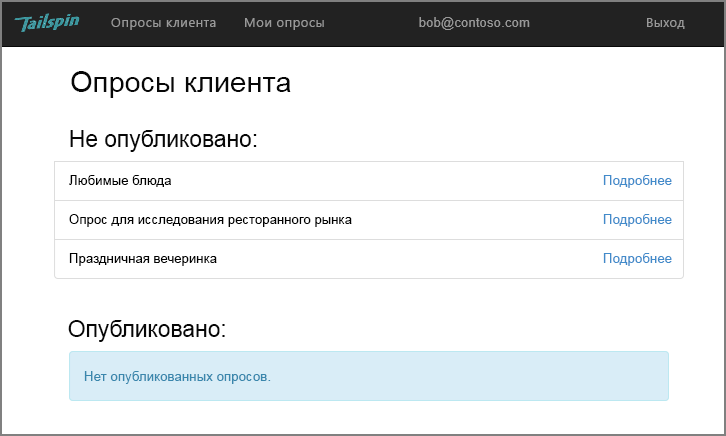 Tailspin Опросы клиента Мои опросы bob@contoso.com Выход
Опросы клиента
Не опубликовано:
Любимые блюда Подробнее
Опрос для исследования ресторанного рынка Подробнее
Праздничная вечеринка Подробнее
Опубликовано:
Нет опубликованных опросов.